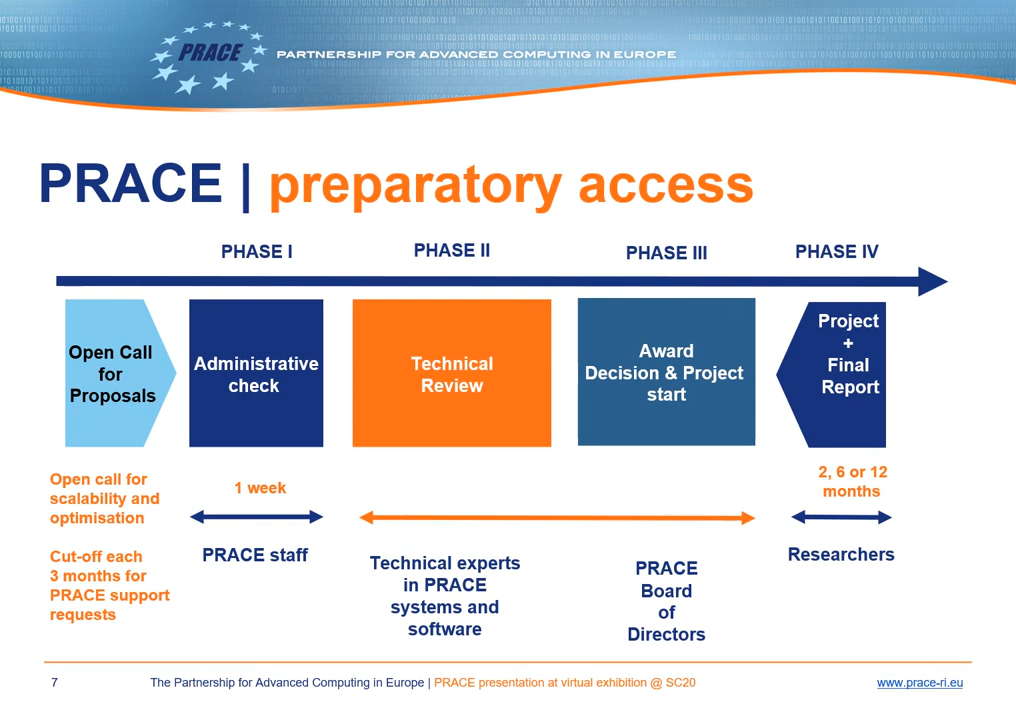 PRACE
PARTNERSHIP FOR ADVANCED COMPUTING IN EUROPE
PRACE | preparatory access
PHASE I
PHASE II
PHASE III
PHASE IV
Open Call
for
Proposals
Administrative
check
Technical
Review
Award
Decision & Project
start
Project
+
Final
Report
Open call for
scalability and
optimisation
Cut-off each
3 months for
PRACE support
requests
1 week
PRACE staff
Technical experts
in PRACE
systems and
software
PRACE
Board
of
Directors
2, 6 or 12
months
Researchers
7
The Partnership for Advanced Computing in Europe | PRACE presentation at virtual exhibition @ SC20
www.prace-ri.eu